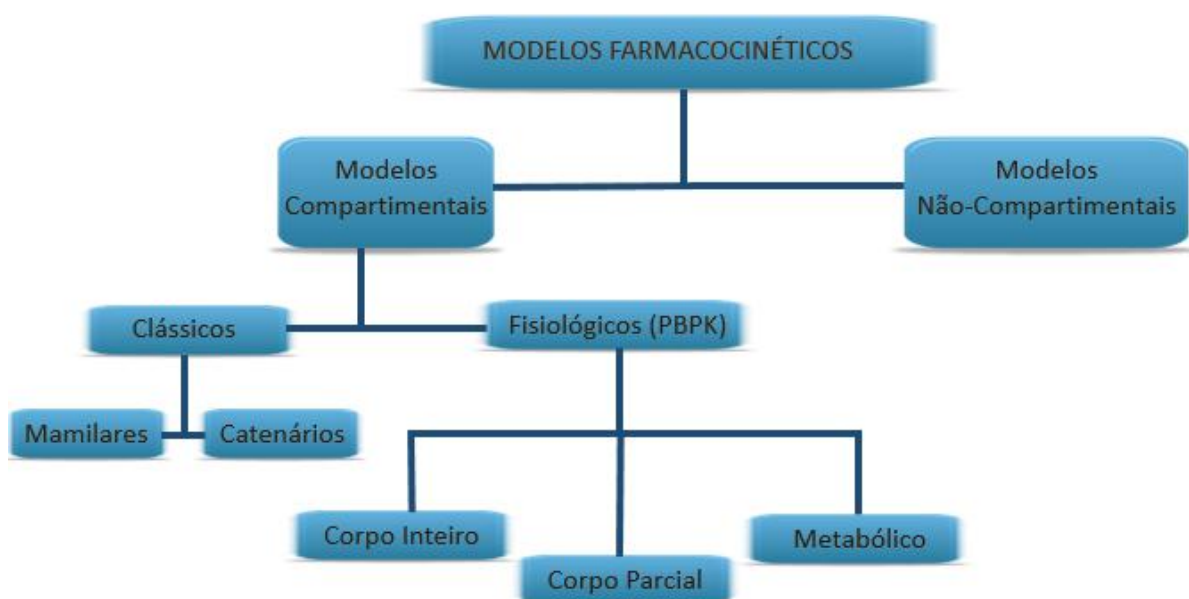 MODELOS FARMACOCINÉTICOS
Modelos
Compartimentais
Modelos
Não-Compartimentais
Clássicos
Fisiológicos (PBPK)
Mamilares
Catenários
Corpo Inteiro
Metabólico
Corpo Parcial